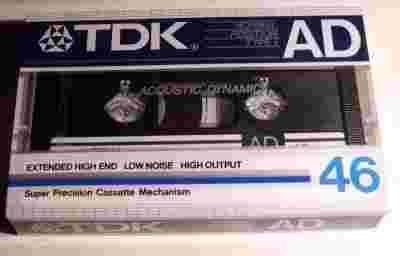 TDK® AD
ACOUSTIC DYNAMIC
AD
EXTENDED HIGH END LOW NOISE HIGH OUTPUT
46
Super Precision Cassette Mechanism
TDK AD